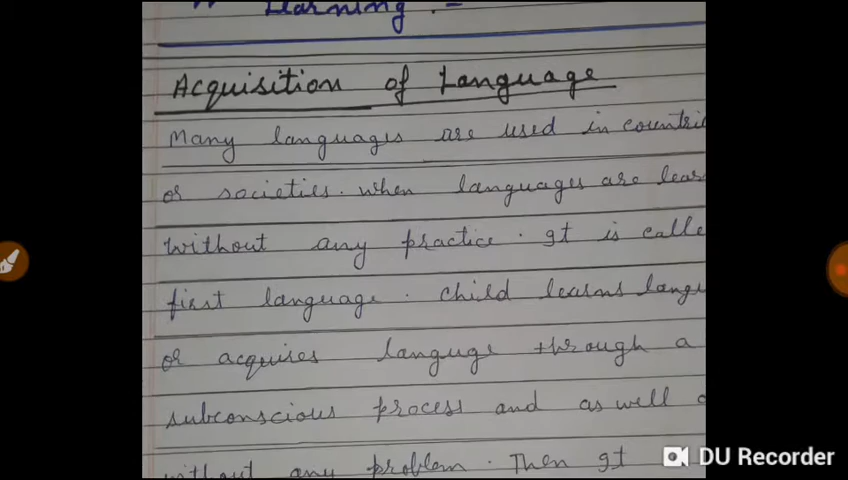 Learning :-
Acquisition of Language
Many languages are used in countri
or societies. when languages are lear
without any practice. It is calle
first language. child learns langu
or acquires languge through a
subconscious process and as well a
without any problem. Then It
DU Recorder